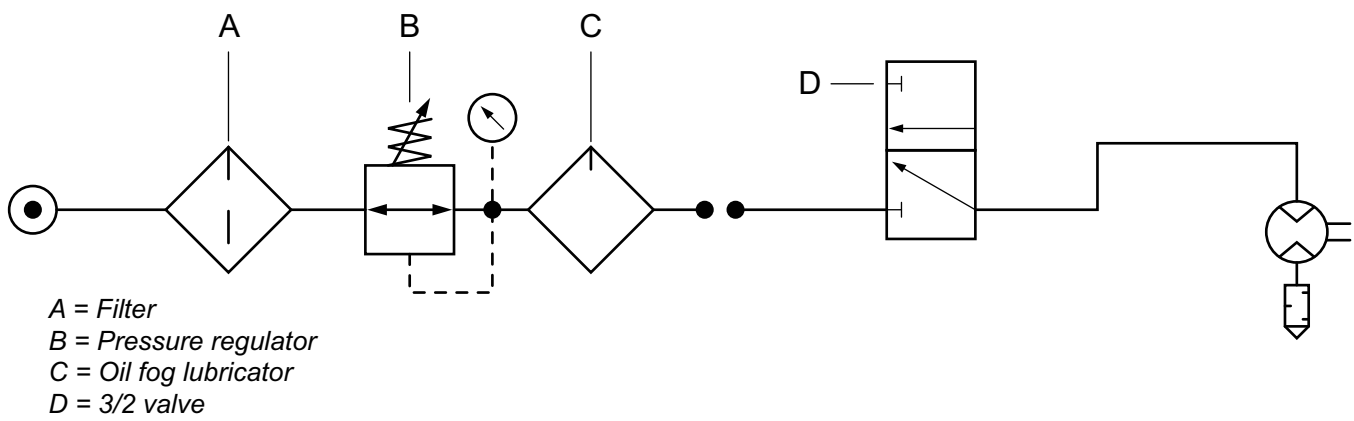 A
B
C
D
A = Filter
B = Pressure regulator
C = Oil fog lubricator
D = 3/2 valve